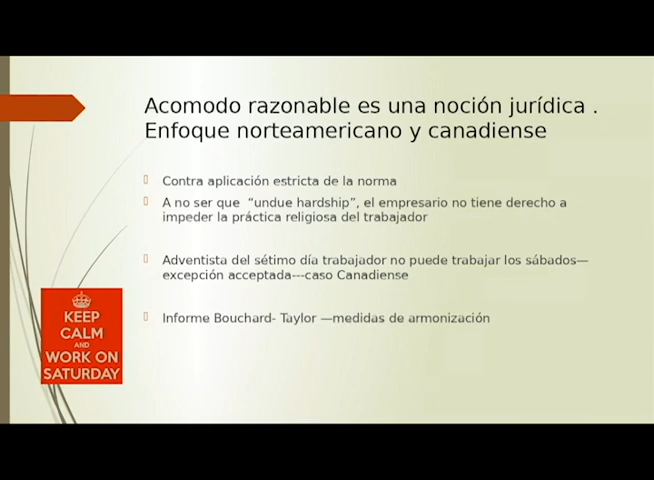 Acomodo razonable es una noción jurídica .
Enfoque norteamericano y canadiense
Contra aplicación estricta de la norma
A no ser que “undue hardship”, el empresario no tiene derecho a
impeder la práctica religiosa del trabajador
Adventista del sétimo día trabajador no puede trabajar los sábados—
excepción acceptada---caso Canadiense
Informe Bouchard- Taylor —medidas de armonización
KEEP
CALM
AND
WORK ON
SATURDAY